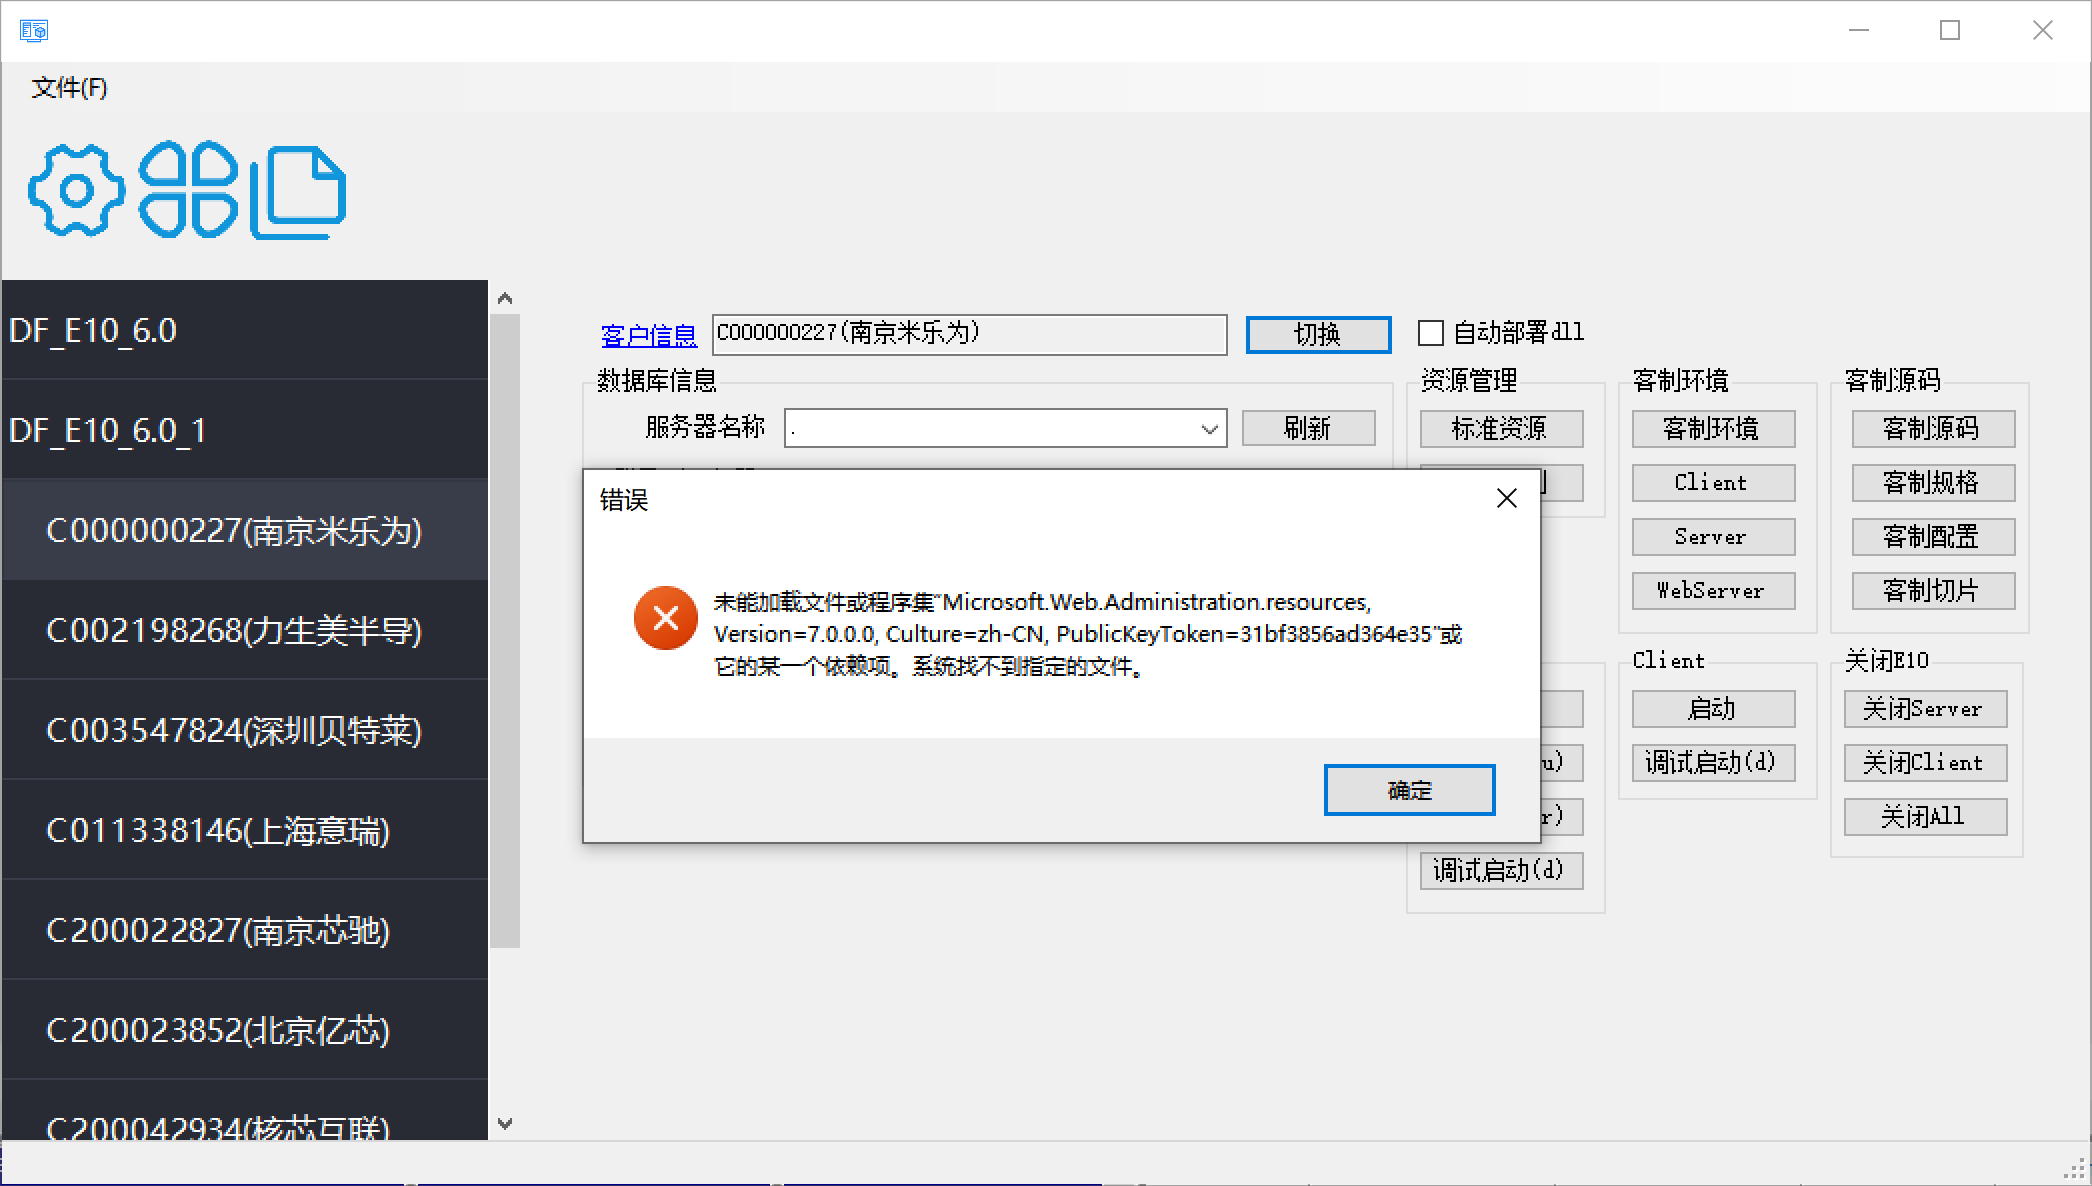 文件(F)
DF_E10_6.0
DF_E10_6.0_1
C000000227(南京米乐为)
C002198268(力生美半导)
C003547824(深圳贝特莱)
C011338146(上海意瑞)
C200022827(南京芯驰)
C200023852(北京亿芯)
C200042934(核芯互联)
客户信息 C000000227(南京米乐为) 切换 自动部署dll
数据库信息
服务器名称 . 刷新
资源管理
标准资源
客制环境
客制环境
Client
Server
WebServer
客制源码
客制源码
客制规格
客制配置
客制切片
错误
未能加载文件或程序集“Microsoft.Web.Administration.resources,
Version=7.0.0.0, Culture=zh-CN, PublicKeyToken=31bf3856ad364e35”或
它的某一个依赖项。系统找不到指定的文件。
确定
u)
r)
调试启动(d)
Client
启动
调试启动(d)
关闭E10
关闭Server
关闭Client
关闭All